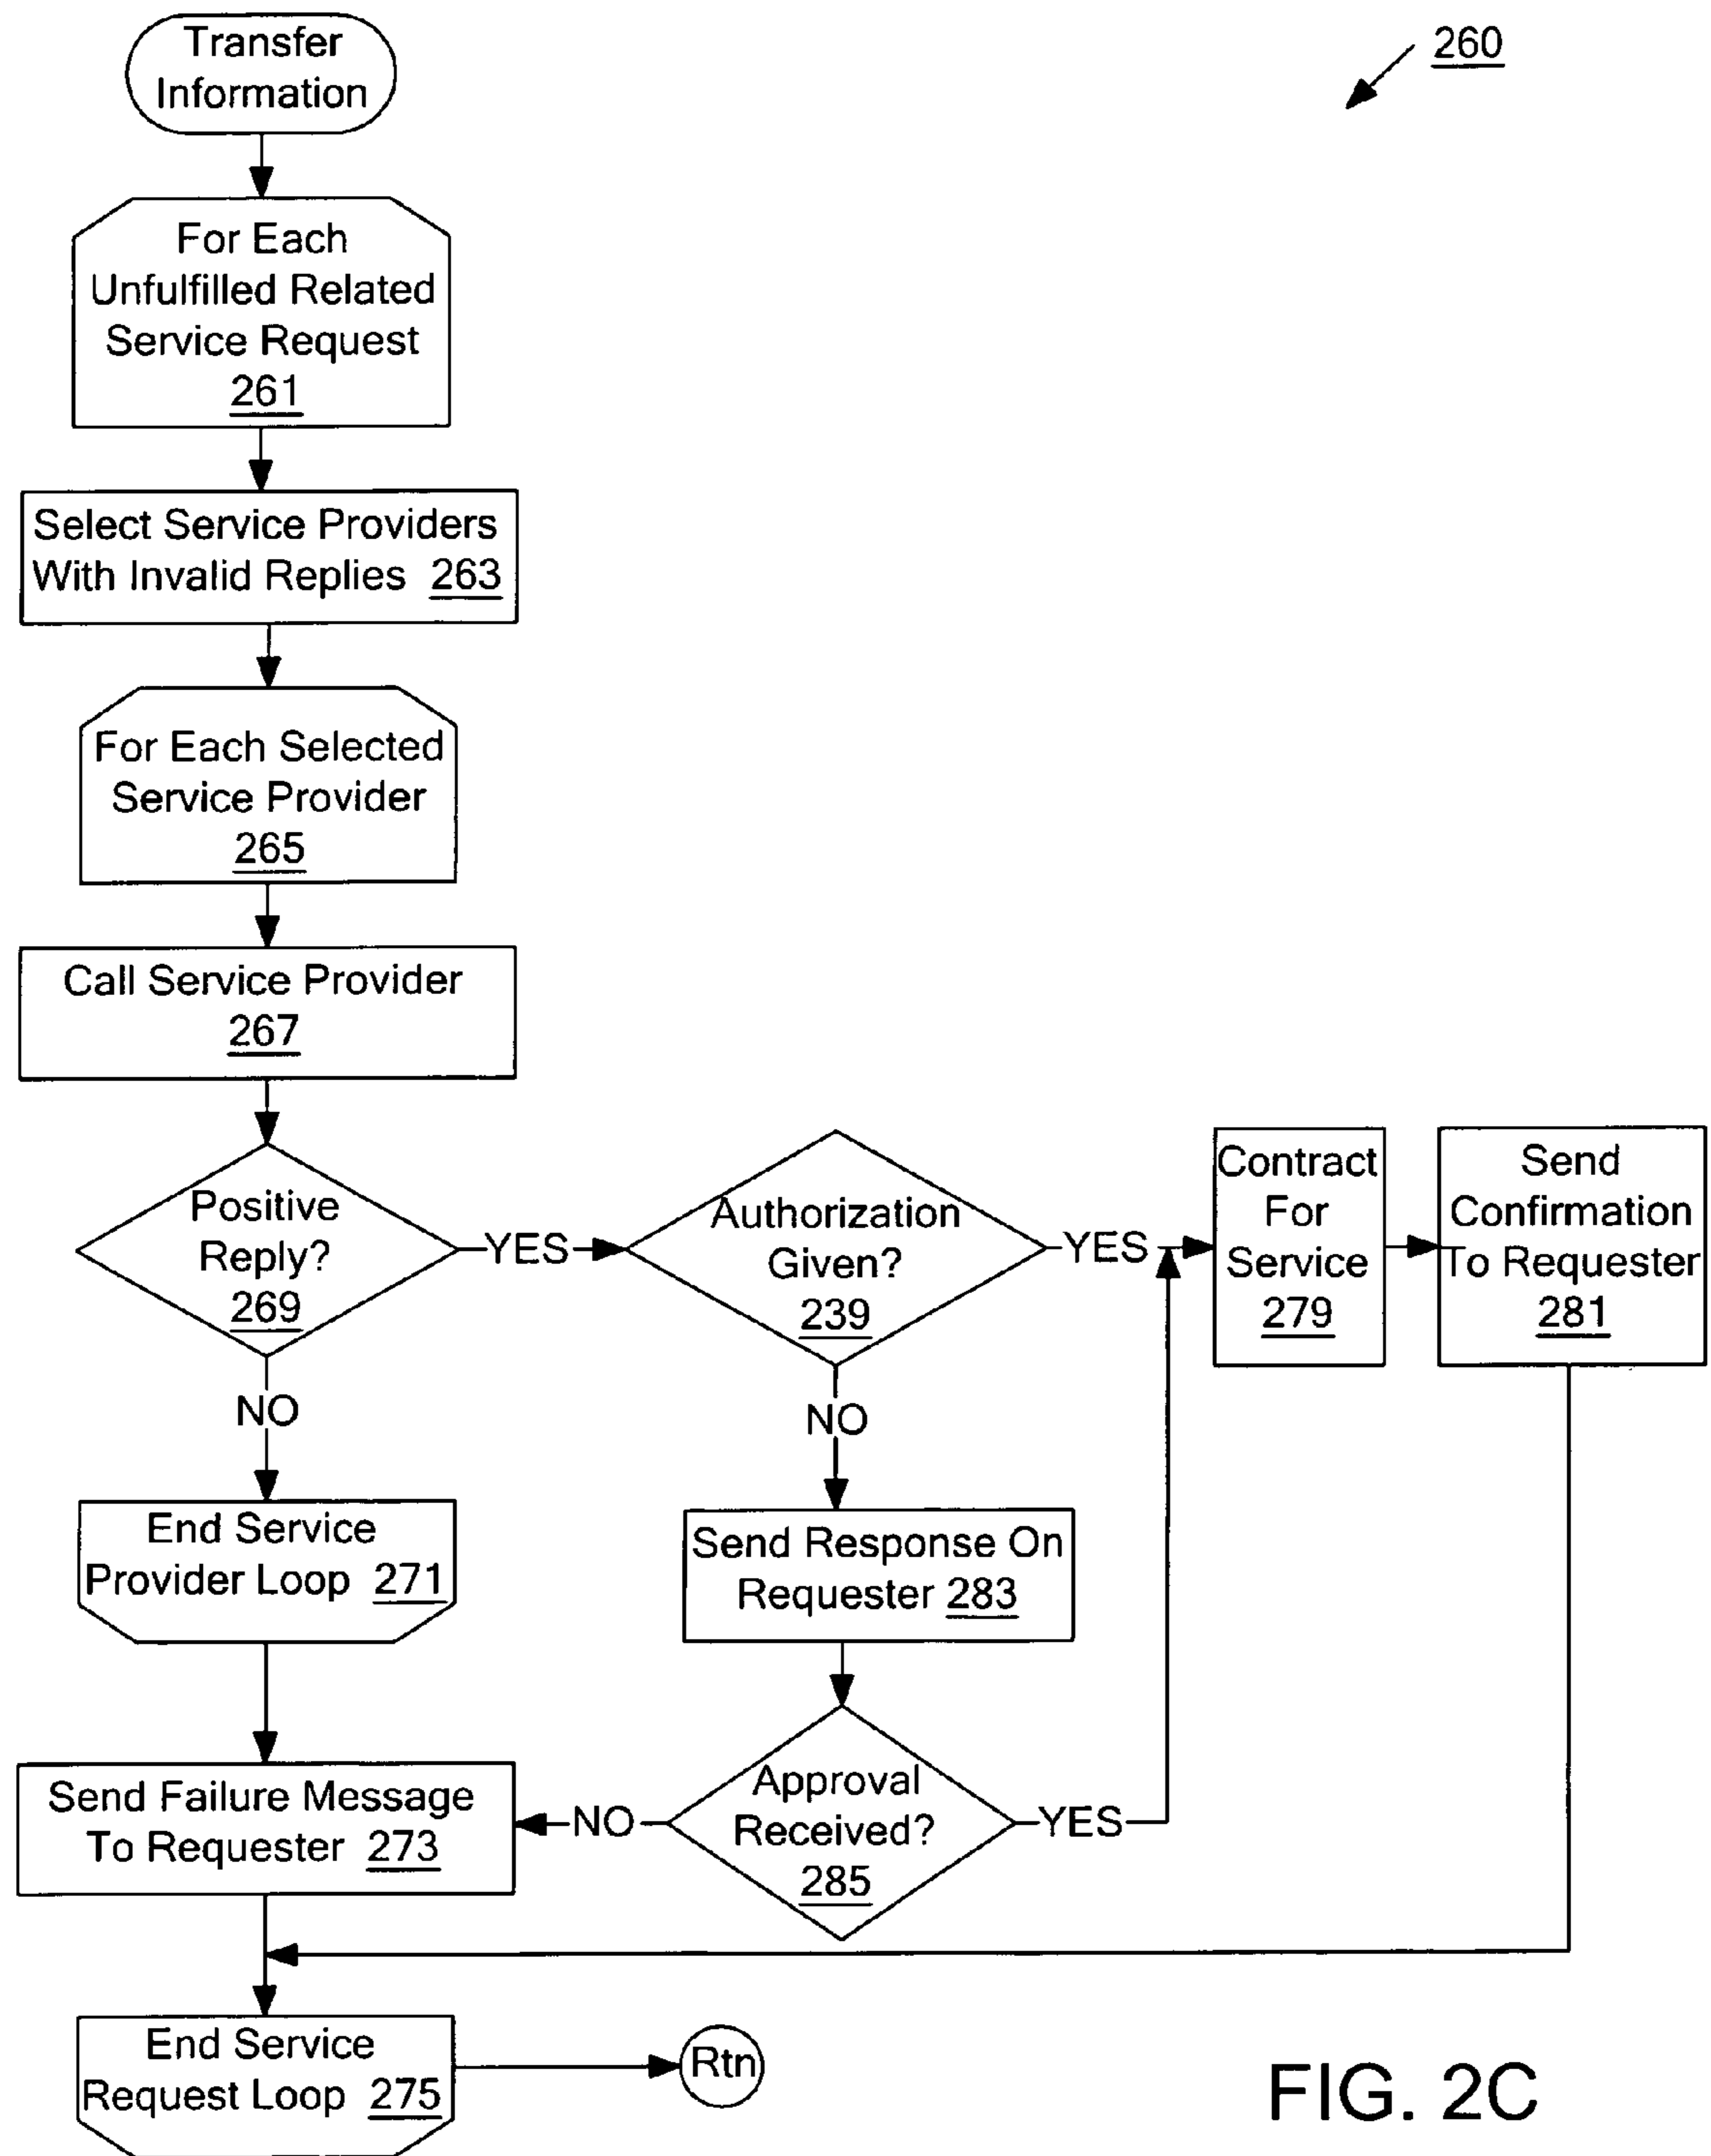 Transfer
Information
260
For Each
Unfulfilled Related
Service Request
261
Select Service Providers
With Invalid Replies 263
For Each Selected
Service Provider
265
Call Service Provider
267
Positive
Reply?
269
YES
Authorization
Given?
239
YES
Contract
For
Service
279
Send
Confirmation
To Requester
281
NO
NO
End Service
Provider Loop 271
Send Response On
Requester 283
Send Failure Message
To Requester 273
NO
Approval
Received?
285
YES
End Service
Request Loop 275
Rtn
FIG. 2C